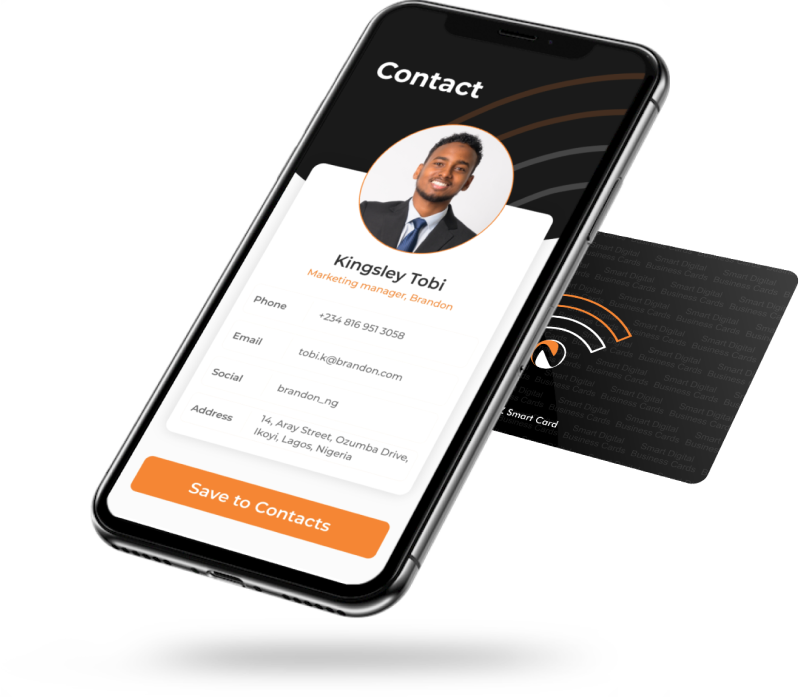 Contact
Kingsley Tobi
Marketing manager, Brandon
Phone
+234 816 951 3058
Email
tobi.k@brandon.com
Social
brandon_ng
Address
14, Aray Street, Ozumba Drive,
Ikoyi, Lagos, Nigeria
Save to Contacts
Smart Card
Smart Digital
Business Cards